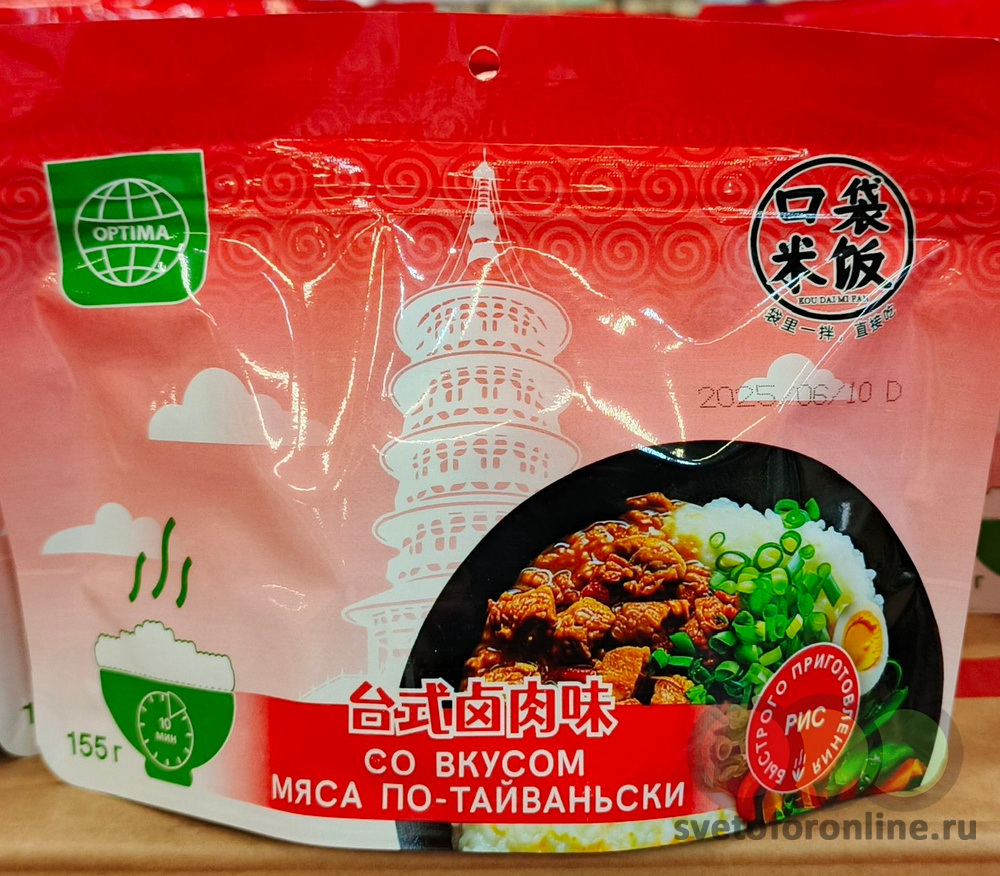 OPTIMA
口袋
米饭
KOU DAI MI FAN
袋里一拌，直接吃
2025/06/10 D
10
МИН
155 г
台式卤肉味
СО ВКУСОМ
МЯСА ПО-ТАЙВАНЬСКИ
БЫСТРОГО ПРИГОТОВЛЕНИЯ
РИС
svetoforonline.ru